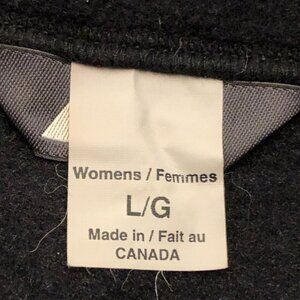 Womens / Femmes
L/G
Made in / Fait au
CANADA